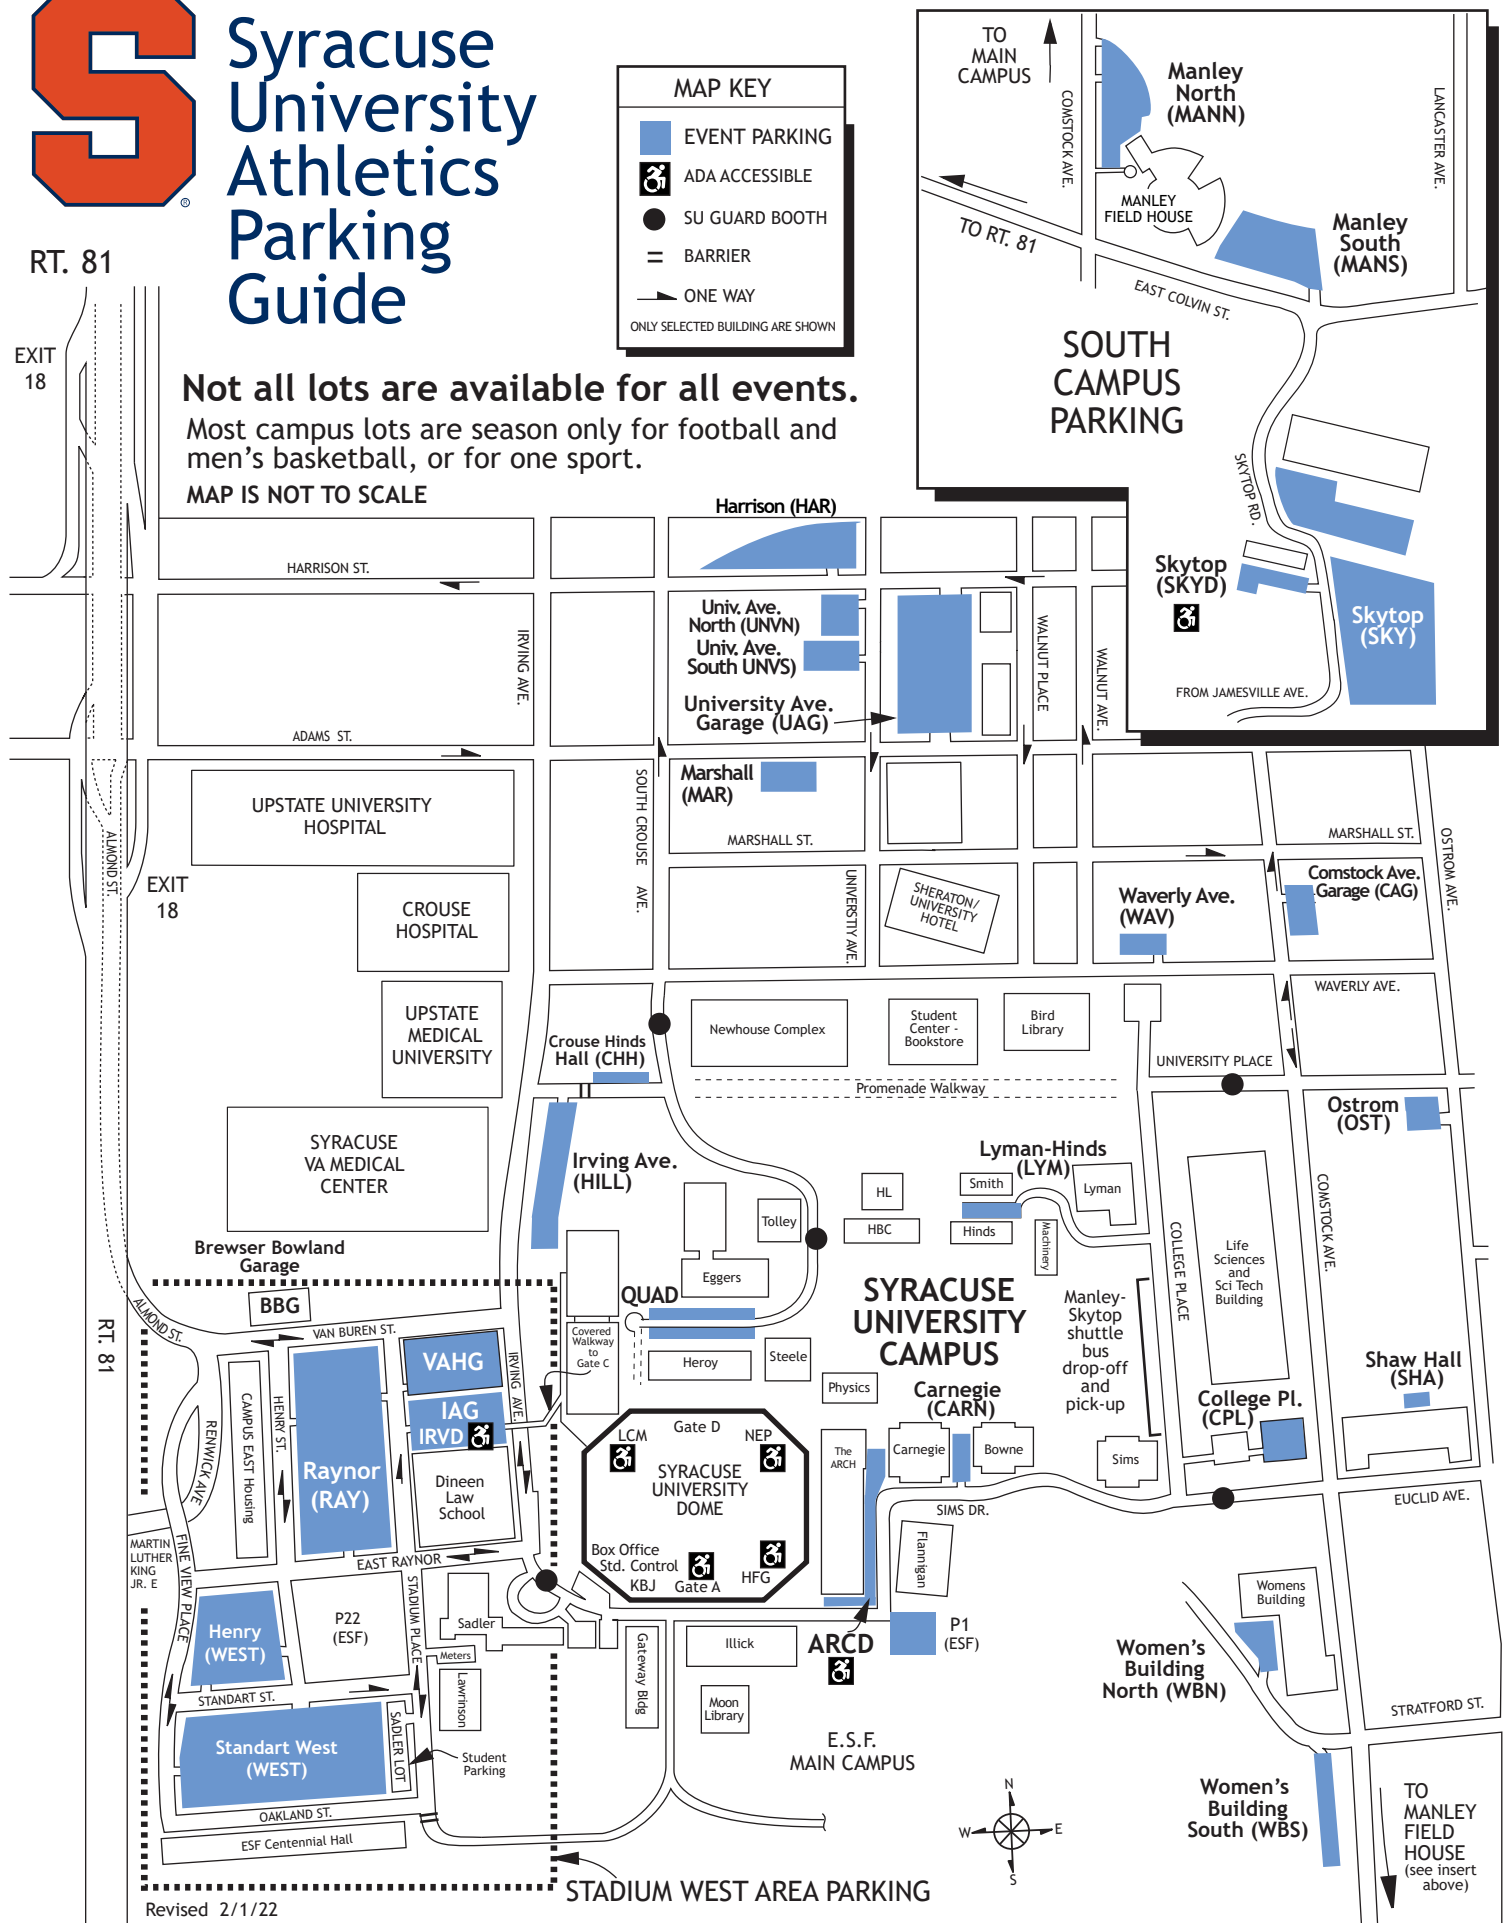 Syracuse
University
Athletics
Parking
Guide
®
MAP KEY
EVENT PARKING
ADA ACCESSIBLE
SU GUARD BOOTH
BARRIER
ONE WAY
ONLY SELECTED BUILDING ARE SHOWN
TO
MAIN
CAMPUS
COMSTOCK AVE.
Manley
North
(MANN)
LANCASTER AVE.
MANLEY
FIELD HOUSE
Manley
South
(MANS)
TO RT. 81
EAST COLVIN ST.
SOUTH
CAMPUS
PARKING
SKYTOP RD.
Skytop
(SKYD)
Skytop
(SKY)
FROM JAMESVILLE AVE.
RT. 81
EXIT
18
Not all lots are available for all events.
Most campus lots are season only for football and
men's basketball, or for one sport.
MAP IS NOT TO SCALE
Harrison (HAR)
HARRISON ST.
IRVING AVE.
Univ. Ave.
North (UNVN)
Univ. Ave.
South UNVS)
University Ave.
Garage (UAG)
WALNUT PLACE
WALNUT AVE.
ADAMS ST.
UPSTATE UNIVERSITY
HOSPITAL
SOUTH CROUSE AVE.
Marshall
(MAR)
MARSHALL ST.
MARSHALL ST.
OSTROM AVE.
ALMOND ST.
EXIT
18
CROUSE
HOSPITAL
UNIVERSTIY AVE.
SHERATON/
UNIVERSITY
HOTEL
Waverly Ave.
(WAV)
Comstock Ave.
Garage (CAG)
WAVERLY AVE.
UPSTATE
MEDICAL
UNIVERSITY
Crouse Hinds
Hall (CHH)
Newhouse Complex
Student
Center -
Bookstore
Bird
Library
UNIVERSITY PLACE
Promenade Walkway
Ostrom
(OST)
SYRACUSE
VA MEDICAL
CENTER
Irving Ave.
(HILL)
Lyman-Hinds
(LYM)
HL
Smith
Lyman
Tolley
HBC
Hinds
Machinery
COLLEGE PLACE
Life
Sciences
and
Sci Tech
Building
COMSTOCK AVE.
Brewser Bowland
Garage
BBG
Eggers
QUAD
SYRACUSE
UNIVERSITY
CAMPUS
Manley-
Skytop
shuttle
bus
drop-off
and
pick-up
ALMOND ST.
RT. 81
VAN BUREN ST.
VAHG
IRVING AVE.
Covered
Walkway
to
Gate C
Heroy
Steele
Physics
Carnegie
(CARN)
Shaw Hall
(SHA)
College Pl.
(CPL)
RENWICK AVE
CAMPUS EAST Housing
HENRY ST.
Raynor
(RAY)
IAG
IRVD
Dineen
Law
School
LCM
Gate D
NEP
SYRACUSE
UNIVERSITY
DOME
Box Office
Std. Control
KBJ
Gate A
HFG
The
ARCH
Carnegie
Bowne
Sims
SIMS DR.
EUCLID AVE.
Flannigan
MARTIN
LUTHER
KING
JR. E
FINE VIEW PLACE
EAST RAYNOR
STADIUM PLACE
Henry
(WEST)
P22
(ESF)
Sadler
Meters
Lawrinson
Gateway Bldg
Illick
ARCD
P1
(ESF)
Moon
Library
Womens
Building
Women's
Building
North (WBN)
STRATFORD ST.
STANDART ST.
Standart West
(WEST)
SADLER LOT
Student
Parking
E.S.F.
MAIN CAMPUS
OAKLAND ST.
ESF Centennial Hall
N
W
E
S
Women's
Building
South (WBS)
TO
MANLEY
FIELD
HOUSE
(see insert
above)
STADIUM WEST AREA PARKING
Revised 2/1/22